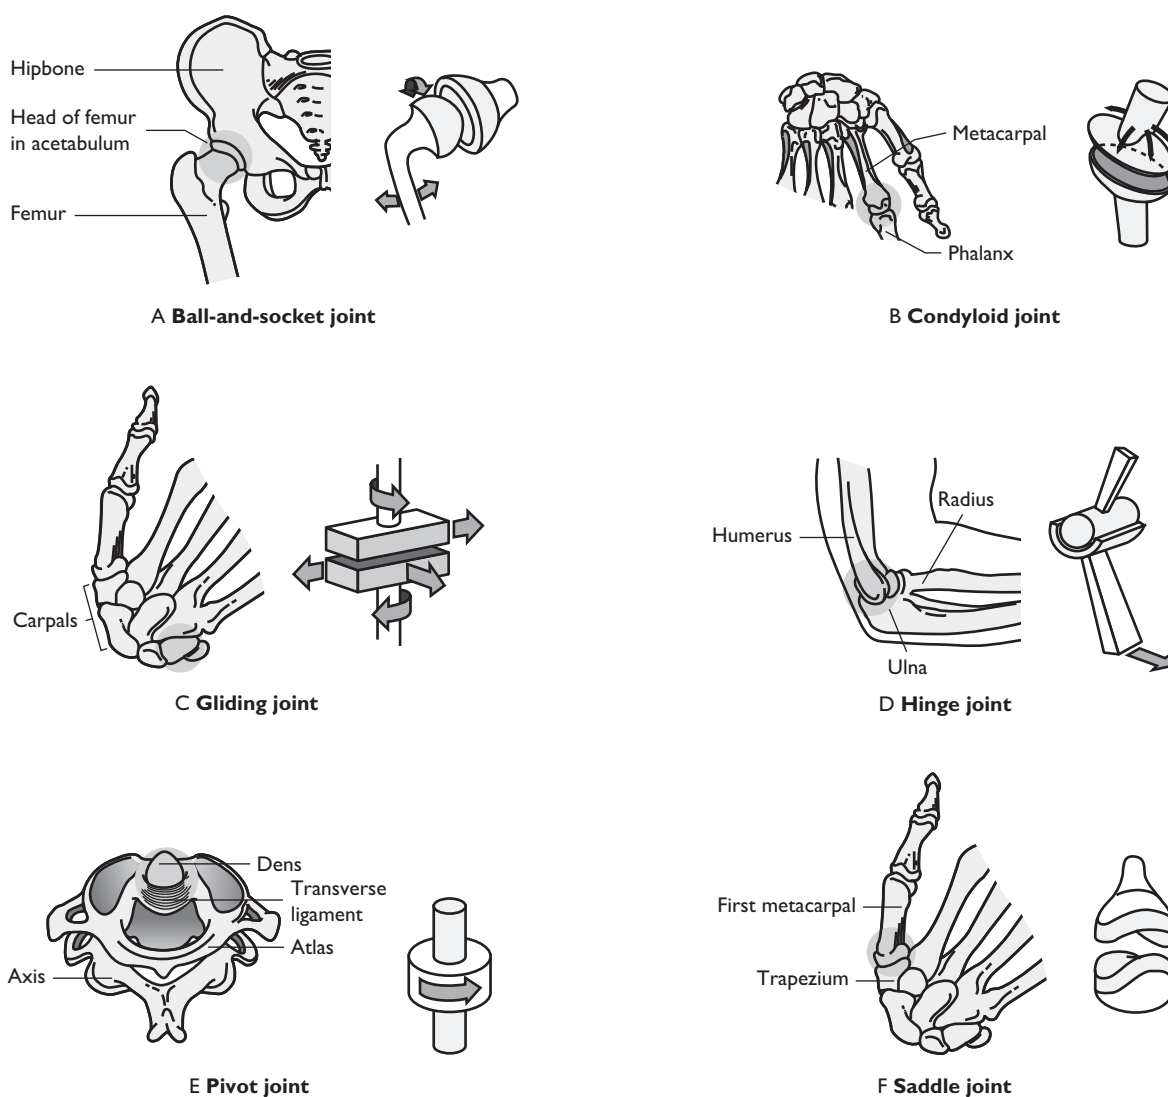 Hipbone
Head of femur
in acetabulum
Femur
A Ball-and-socket joint
Metacarpal
Phalanx
B Condyloid joint
Carpals
C Gliding joint
Humerus
Radius
Ulna
D Hinge joint
Dens
Transverse
ligament
Atlas
Axis
E Pivot joint
First metacarpal
Trapezium
F Saddle joint